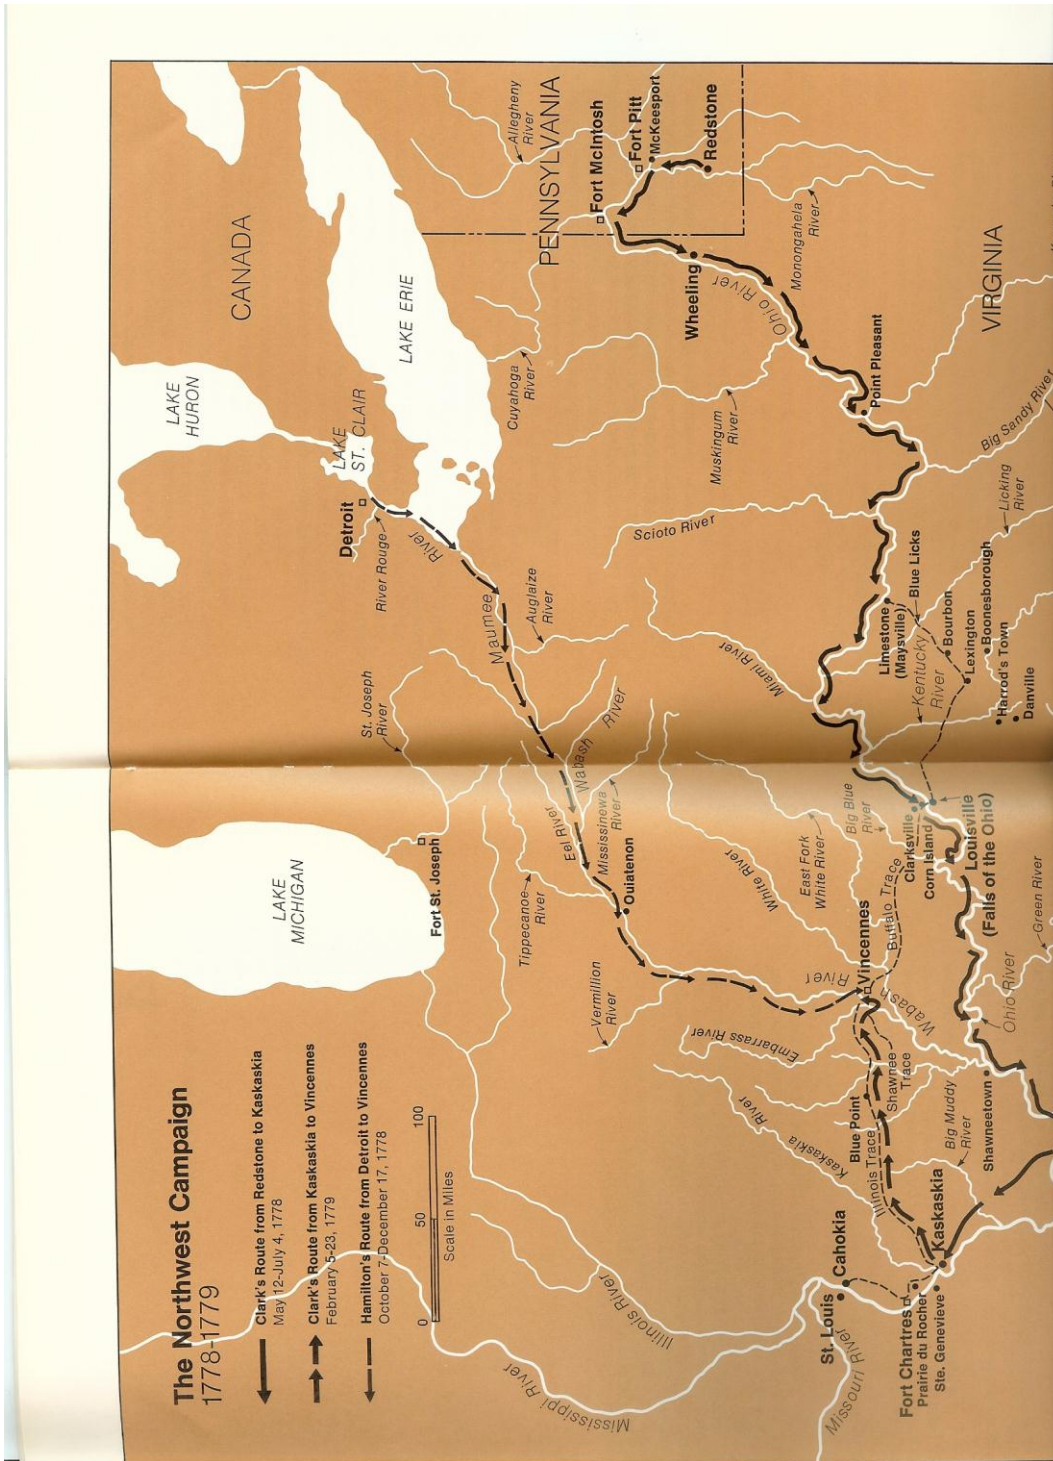 The Northwest Campaign
1778-1779
Clark's Route from Redstone to Kaskaskia
May 12-July 4, 1778
Clark's Route from Kaskaskia to Vincennes
February 5-23, 1779
Hamilton's Route from Detroit to Vincennes
October 7-December 17, 1778
0 50 100
Scale in Miles
LAKE
MICHIGAN
LAKE
HURON
CANADA
LAKE
ST. CLAIR
LAKE ERIE
Detroit
River Rouge
Maumee River
Auglaize
River
St. Joseph
River
Fort St. Joseph
Tippecanoe
River
Eel River
Wabash River
Mississinewa
River
Ouiatenon
Vermillion
River
Cuyahoga
River
Allegheny
River
PENNSYLVANIA
Fort McIntosh
Fort Pitt
McKeesport
Redstone
Monongahela
River
Wheeling
Ohio River
Muskingum
River
Point Pleasant
VIRGINIA
Big Sandy River
Scioto River
Licking
River
Miami River
Limestone
(Maysville)
Blue Licks
Bourbon
Lexington
Boonesborough
Kentucky
River
Harrod's Town
Danville
Big Blue
River
East Fork
White River
White River
Clarksville
Corn Island
Louisville
(Falls of the Ohio)
Buffalo Trace
Vincennes
Wabash River
Green River
Ohio River
Embarrass River
Shawnee
Trace
Blue Point
Illinois Trace
Kaskaskia River
Big Muddy
River
Shawneetown
Kaskaskia
Cahokia
St. Louis
Fort Chartres
Prairie du Rocher
Ste. Genevieve
Missouri River
Illinois River
Mississippi River